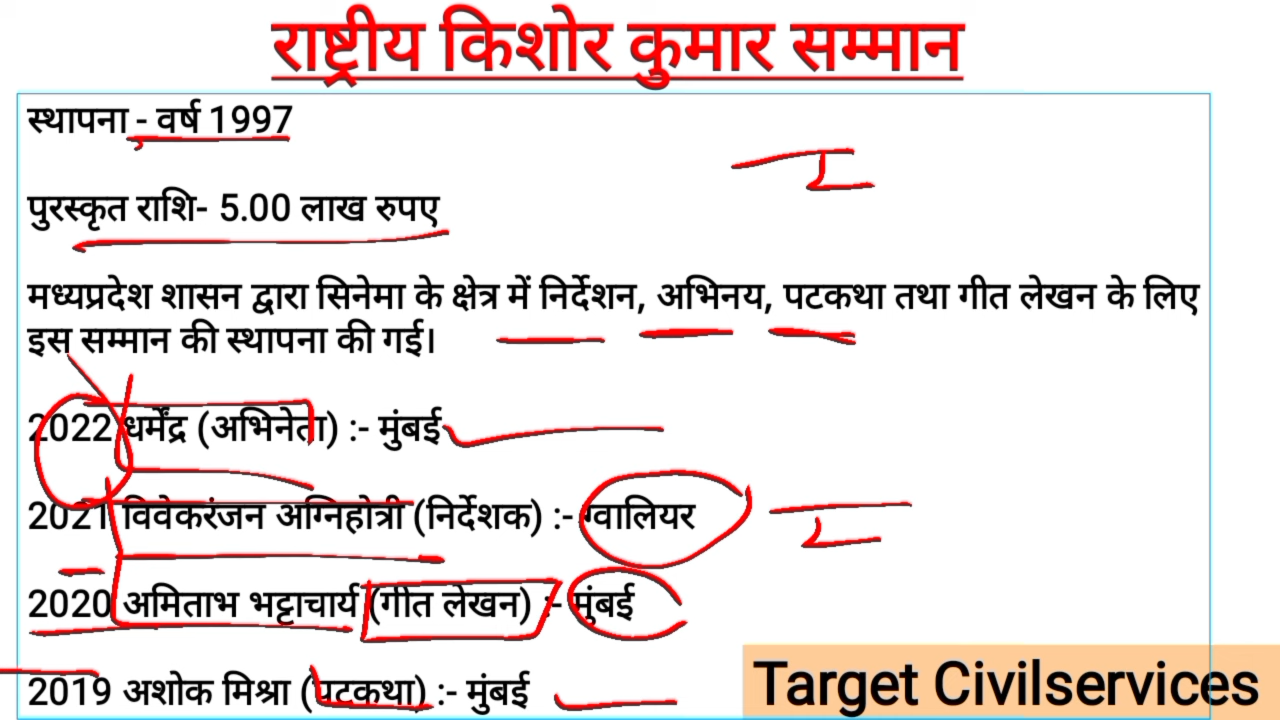 राष्ट्रीय किशोर कुमार सम्मान
स्थापना - वर्ष 1997
पुरस्कृत राशि- 5.00 लाख रुपए
मध्यप्रदेश शासन द्वारा सिनेमा के क्षेत्र में निर्देशन, अभिनय, पटकथा तथा गीत लेखन के लिए
इस सम्मान की स्थापना की गई।
2022 धर्मेंद्र (अभिनेता) :- मुंबई
2021 विवेकरंजन अग्निहोत्री (निर्देशक) :- ग्वालियर
2020 अमिताभ भट्टाचार्य (गीत लेखन) :- मुंबई
2019 अशोक मिश्रा (पटकथा) :- मुंबई
Target Civilservices